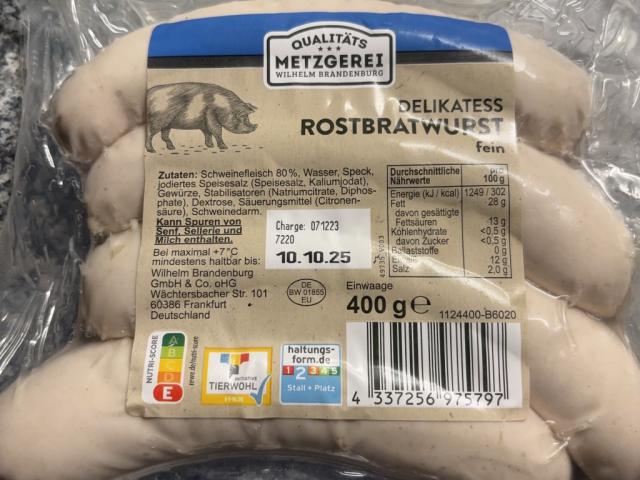 QUALITÄTS
METZGEREI
WILHELM BRANDENBURG
DELIKATESS
ROSTBRATWURST
fein
Zutaten: Schweinefleisch 80%, Wasser, Speck,
jodiertes Speisesalz (Speisesalz, Kaliumjodat),
Gewürze, Stabilisatoren (Natriumcitrate, Diphos-
phate), Dextrose, Säuerungsmittel (Citronen-
säure), Schweinedarm.
Kann Spuren von
Senf, Sellerie und
Milch enthalten.
Bei maximal +7°C
mindestens haltbar bis:
Wilhelm Brandenburg
GmbH & Co. oHG
Wächtersbacher Str. 101
60386 Frankfurt
Deutschland
Charge: 071223
7220
10.10.25
DE
BW 01855
EU
Durchschnittliche Nährwerte pro 100g
Energie (kJ / kcal) 1249 / 302
Fett 28 g
davon gesättigte
Fettsäuren 13 g
Kohlenhydrate <0,5 g
davon Zucker <0,5 g
Ballaststoffe 0 g
Eiweiß 12 g
Salz 2,0 g
Einwaage
400 g e
1124400-B6020
NUTRI-SCORE
A
B
C
D
E
INITIATIVE
TIERWOHL
haltungs-
form.de
1 2 3 4 5
Stall + Platz
4 337256 975797